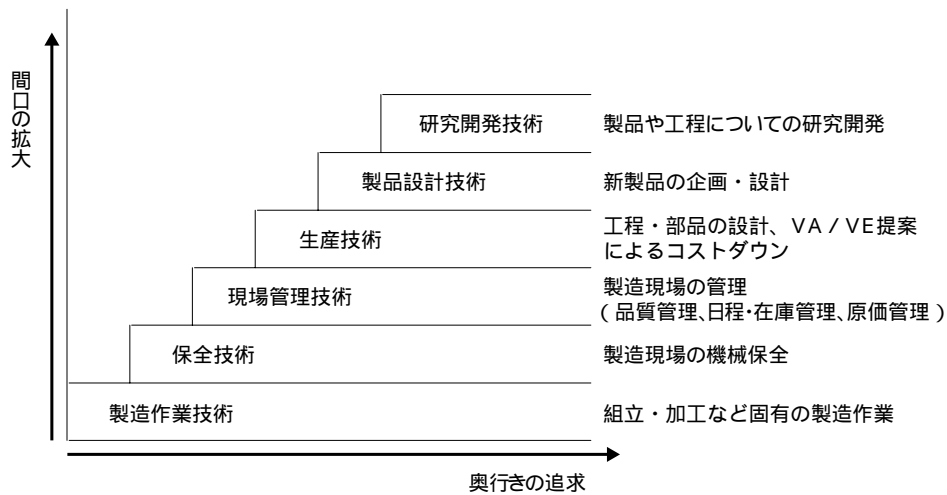 間口の拡大
研究開発技術 製品や工程についての研究開発
製品設計技術 新製品の企画・設計
生産技術 工程・部品の設計、VA/VE提案
によるコストダウン
現場管理技術 製造現場の管理
(品質管理、日程・在庫管理、原価管理)
保全技術 製造現場の機械保全
製造作業技術 組立・加工など固有の製造作業
奥行きの追求